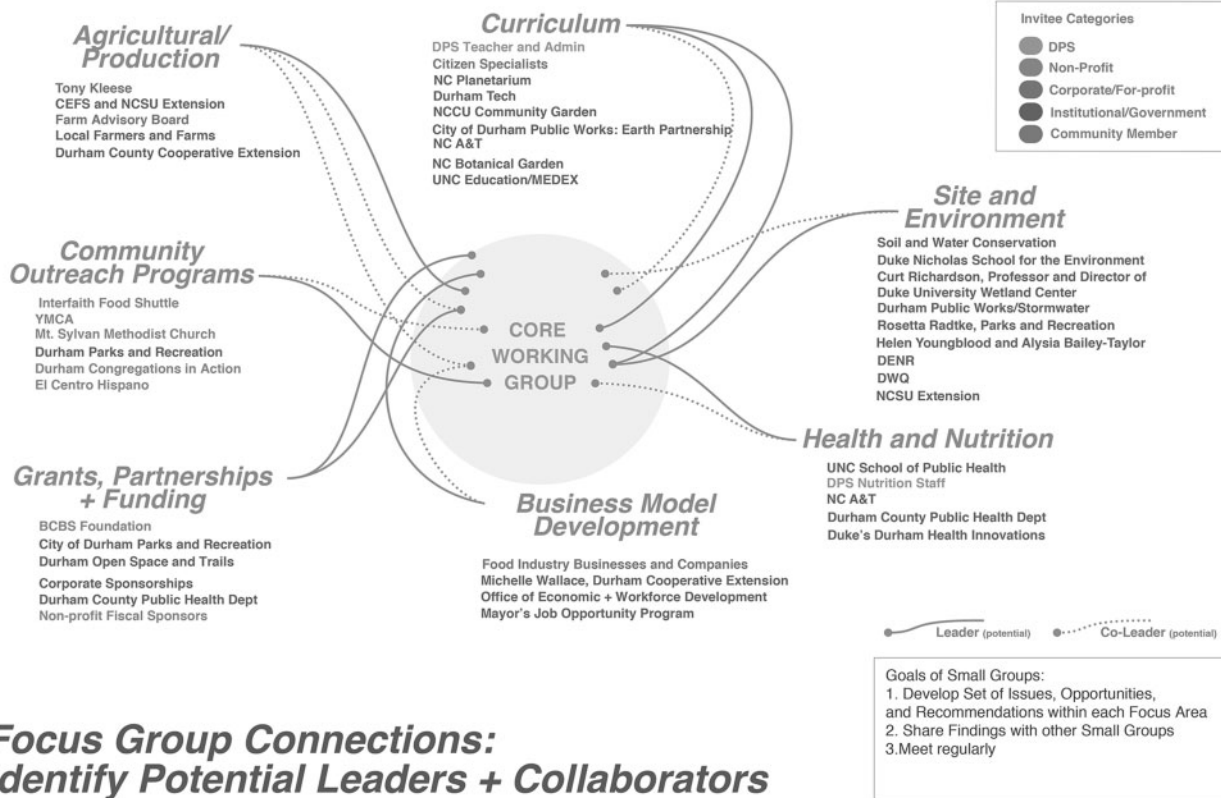 Agricultural/
Production
Tony Kleese
CEFS and NCSU Extension
Farm Advisory Board
Local Farmers and Farms
Durham County Cooperative Extension
Curriculum
DPS Teacher and Admin
Citizen Specialists
NC Planetarium
Durham Tech
NCCU Community Garden
City of Durham Public Works: Earth Partnership
NC A&T
NC Botanical Garden
UNC Education/MEDEX
Invitee Categories
DPS
Non-Profit
Corporate/For-profit
Institutional/Government
Community Member
Site and
Environment
Soil and Water Conservation
Duke Nicholas School for the Environment
Curt Richardson, Professor and Director of
Duke University Wetland Center
Durham Public Works/Stormwater
Rosetta Radtke, Parks and Recreation
Helen Youngblood and Alysia Bailey-Taylor
DENR
DWQ
NCSU Extension
Community
Outreach Programs
Interfaith Food Shuttle
YMCA
Mt. Sylvan Methodist Church
Durham Parks and Recreation
Durham Congregations in Action
El Centro Hispano
CORE
WORKING
GROUP
Health and Nutrition
UNC School of Public Health
DPS Nutrition Staff
NC A&T
Durham County Public Health Dept
Duke's Durham Health Innovations
Grants, Partnerships
+ Funding
BCBS Foundation
City of Durham Parks and Recreation
Durham Open Space and Trails
Corporate Sponsorships
Durham County Public Health Dept
Non-profit Fiscal Sponsors
Business Model
Development
Food Industry Businesses and Companies
Michelle Wallace, Durham Cooperative Extension
Office of Economic + Workforce Development
Mayor's Job Opportunity Program
Leader (potential)
Co-Leader (potential)
Goals of Small Groups:
1. Develop Set of Issues, Opportunities,
and Recommendations within each Focus Area
2. Share Findings with other Small Groups
3.Meet regularly
Focus Group Connections:
dentify Potential Leaders + Collaborators